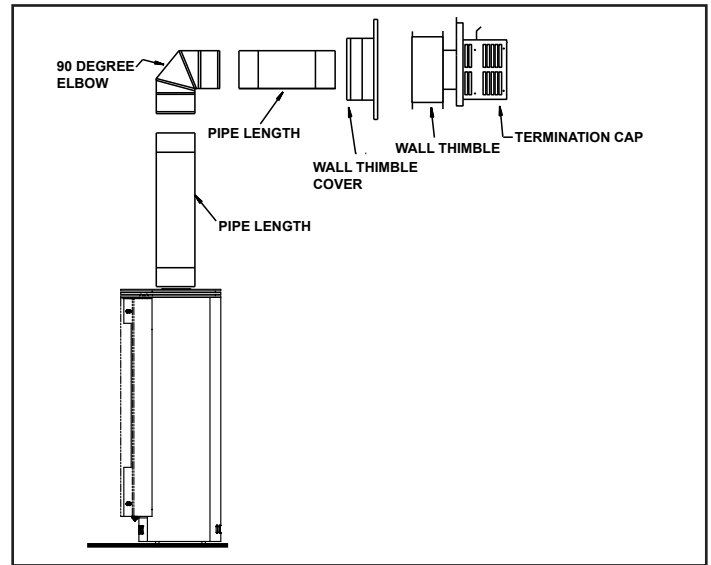 90 DEGREE
ELBOW
PIPE LENGTH
WALL THIMBLE
COVER
WALL THIMBLE
TERMINATION CAP
PIPE LENGTH